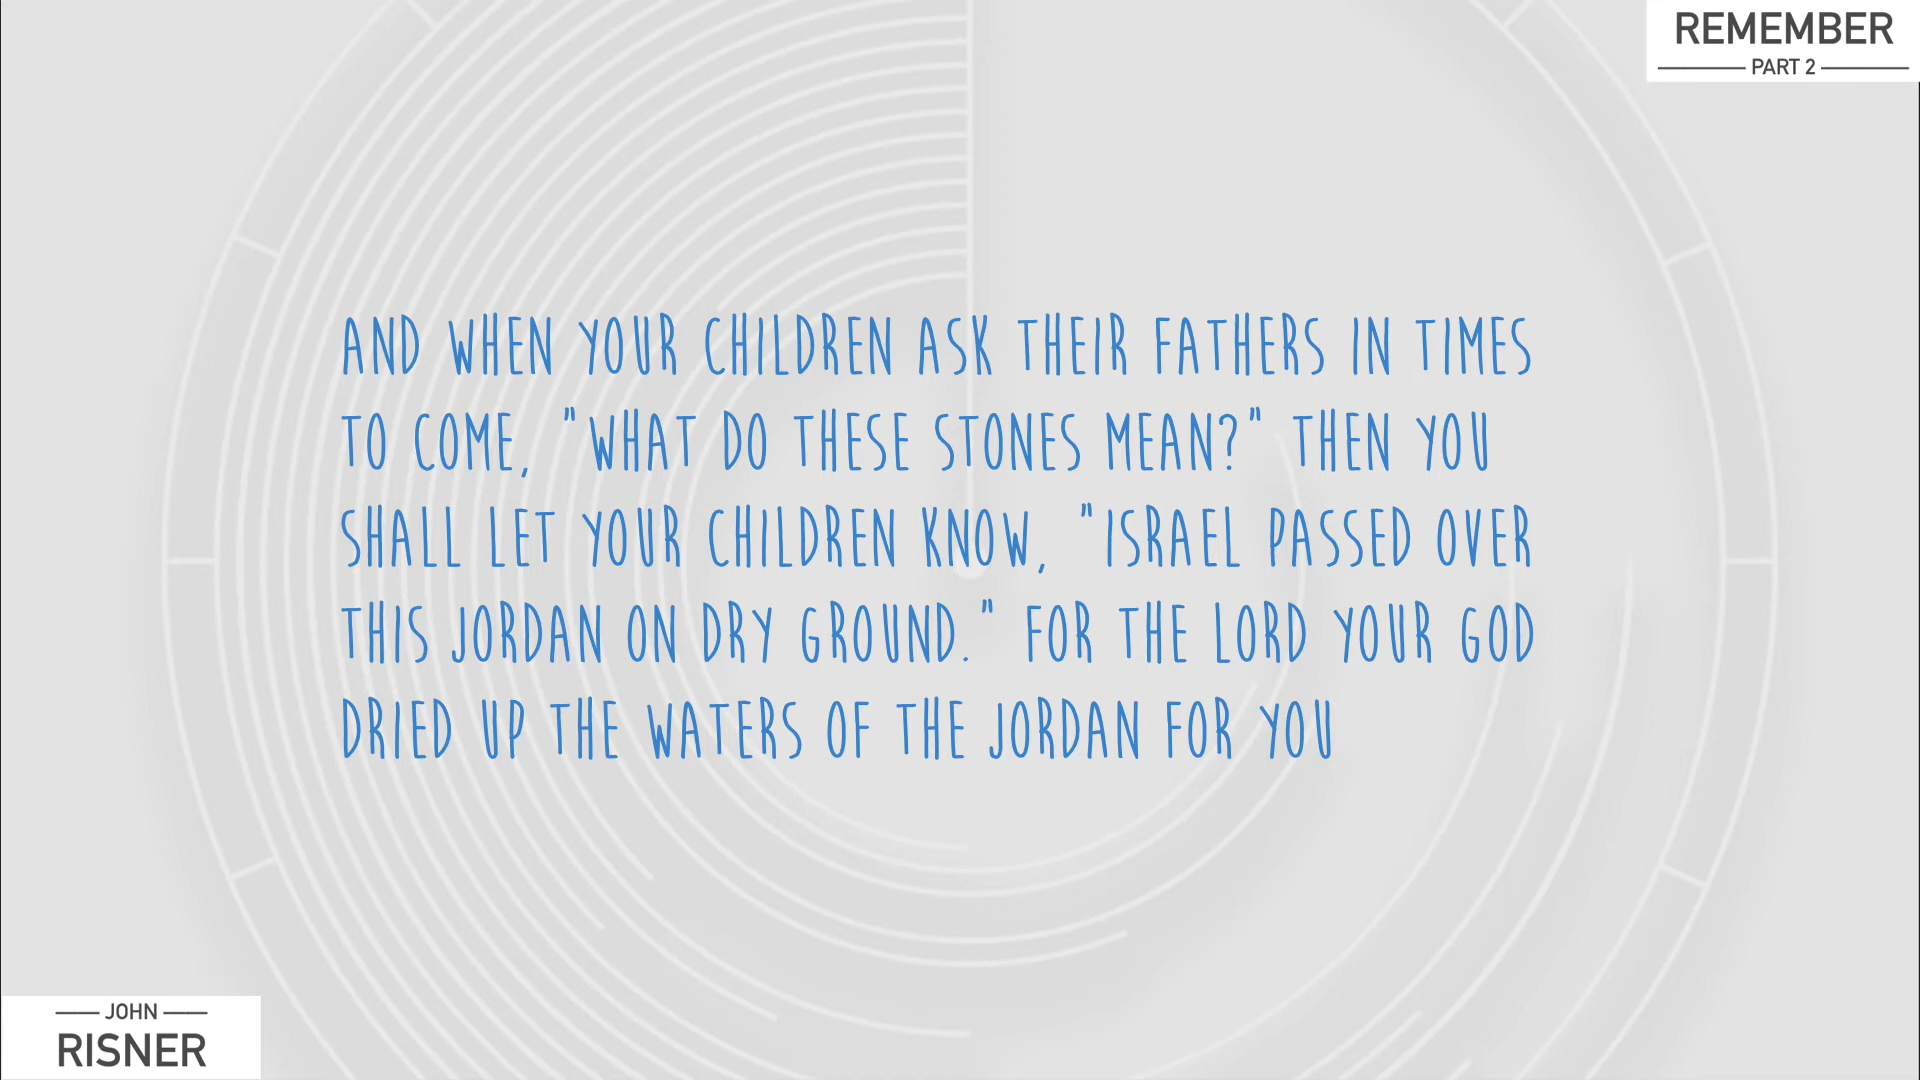 REMEMBER
PART 2
AND WHEN YOUR CHILDREN ASK THEIR FATHERS IN TIMES
TO COME, "WHAT DO THESE STONES MEAN?" THEN YOU
SHALL LET YOUR CHILDREN KNOW, "ISRAEL PASSED OVER
THIS JORDAN ON DRY GROUND." FOR THE LORD YOUR GOD
DRIED UP THE WATERS OF THE JORDAN FOR YOU
JOHN
RISNER